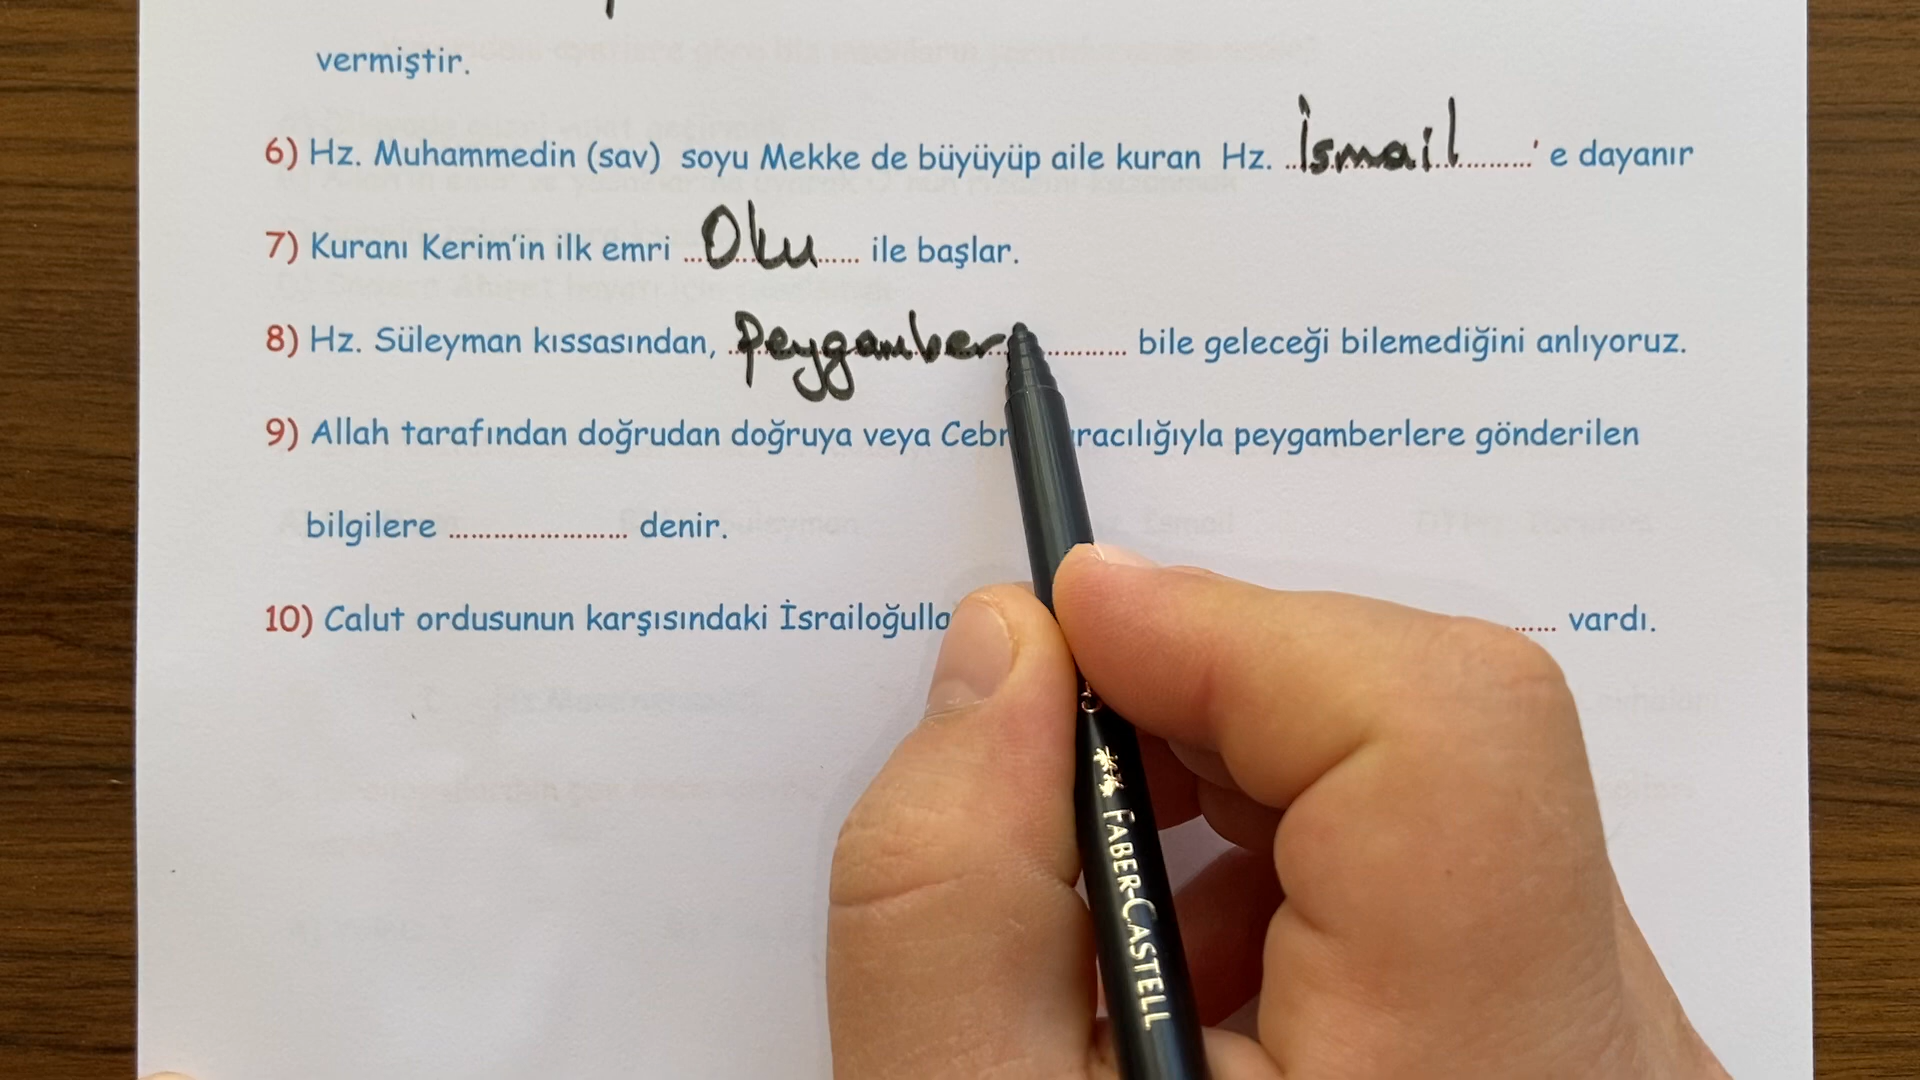 vermiştir.
6) Hz. Muhammedin (sav) soyu Mekke de büyüyüp aile kuran Hz. ...İsmail...........' e dayanır
7) Kuranı Kerim'in ilk emri ...Oku...... ile başlar.
8) Hz. Süleyman kıssasından, Peygamber........... bile geleceği bilemediğini anlıyoruz.
9) Allah tarafından doğrudan doğruya veya Cebr racılığıyla peygamberlere gönderilen
bilgilere ........................ denir.
10) Calut ordusunun karşısındaki İsrailoğulla ...... vardı.
FABER-CASTELL